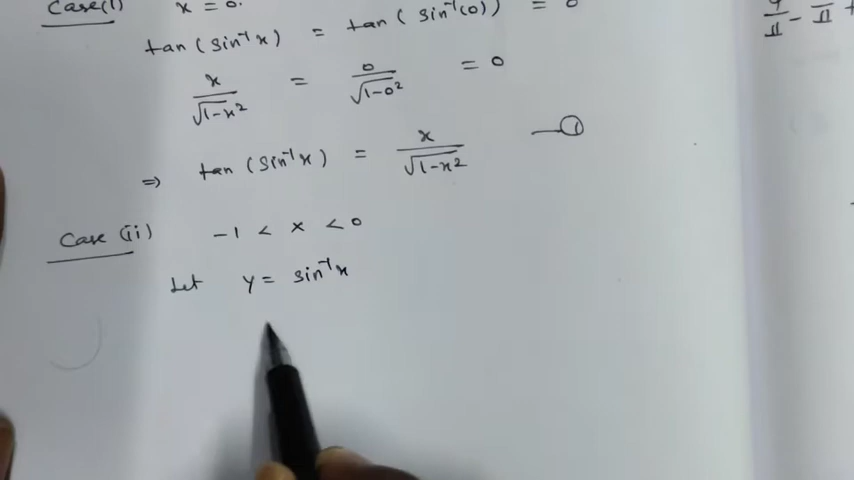 Case(i) x = 0.
tan(sin⁻¹x) = tan(sin⁻¹(0)) = 0
x/√1-x² = 0/√1-0² = 0
⇒ tan(sin⁻¹x) = x/√1-x² —①
Case (ii) -1 < x < 0
Let y = sin⁻¹x